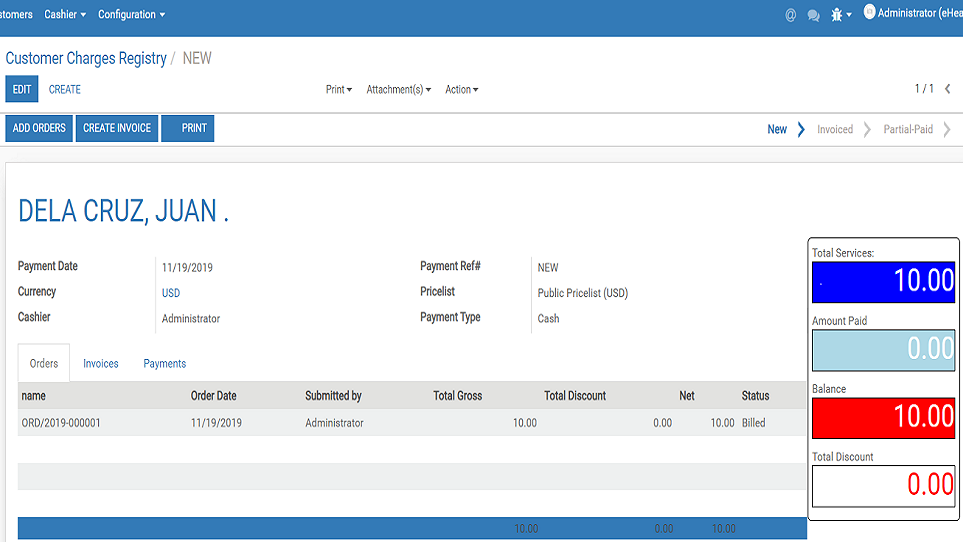 stomers Cashier Configuration @ Administrator (eHea
Customer Charges Registry / NEW
EDIT CREATE Print Attachment(s) Action 1 / 1
ADD ORDERS CREATE INVOICE PRINT New Invoiced Partial-Paid
DELA CRUZ, JUAN .
Payment Date 11/19/2019 Payment Ref# NEW
Currency USD Pricelist Public Pricelist (USD)
Cashier Administrator Payment Type Cash
Total Services:
10.00
Amount Paid
0.00
Balance
10.00
Total Discount
0.00
Orders Invoices Payments
name Order Date Submitted by Total Gross Total Discount Net Status
ORD/2019-000001 11/19/2019 Administrator 10.00 0.00 10.00 Billed
10.00 0.00 10.00